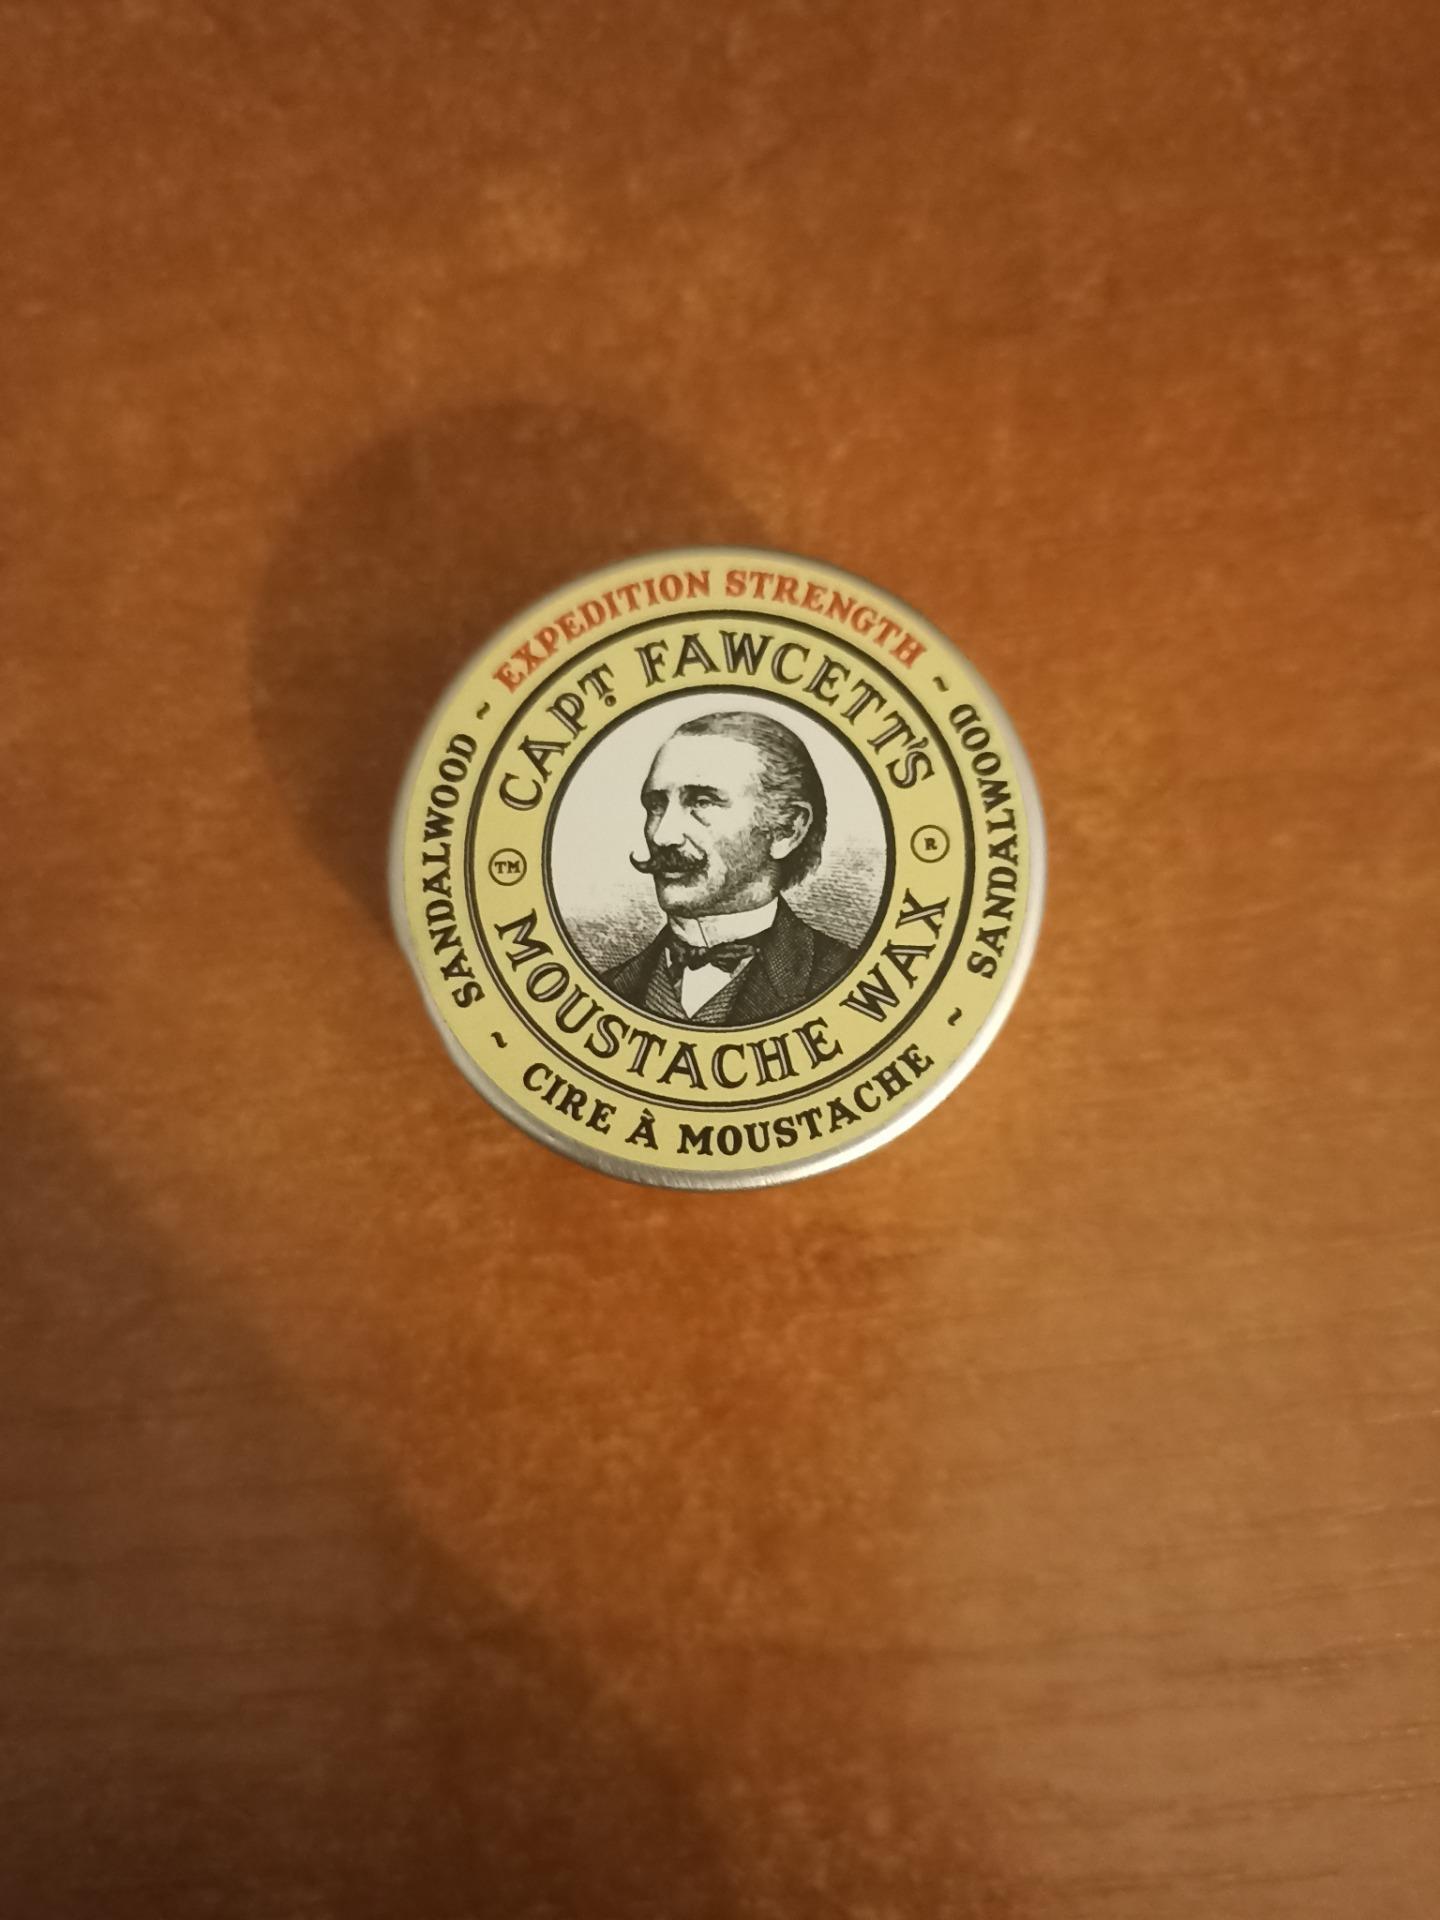 EXPEDITION STRENGTH
~ SANDALWOOD ~
CIRE À MOUSTACHE
~ SANDALWOOD ~
CAPT. FAWCETT'S
TM
R
MOUSTACHE WAX